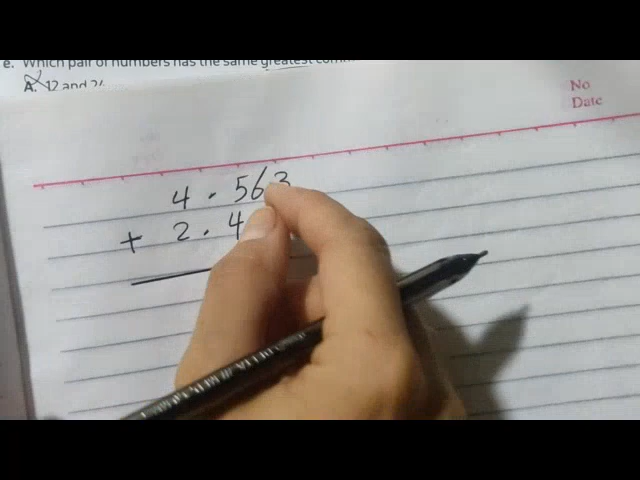 e. Which pair of numbers has the same greatest
A. 12 and 24
No
Date
4.563
+ 2.4